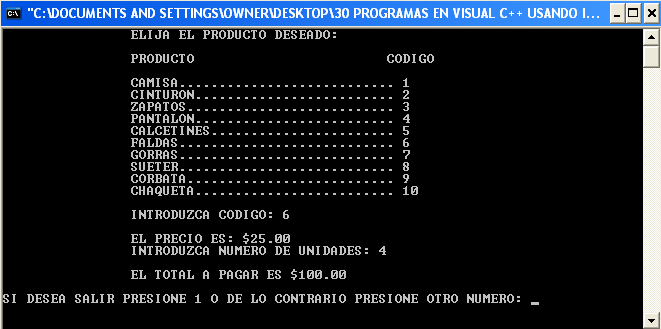 "C:\DOCUMENTS AND SETTINGS\OWNER\DESKTOP\30 PROGRAMAS EN VISUAL C++ USANDO I...
ELIJA EL PRODUCTO DESEADO:
PRODUCTO CODIGO
CAMISA........................... 1
CINTURON......................... 2
ZAPATOS.......................... 3
PANTALON......................... 4
CALCETINES....................... 5
FALDAS........................... 6
GORRAS........................... 7
SUETER........................... 8
CORBATA.......................... 9
CHAQUETA......................... 10
INTRODUZCA CODIGO: 6
EL PRECIO ES: $25.00
INTRODUZCA NUMERO DE UNIDADES: 4
EL TOTAL A PAGAR ES $100.00
SI DESEA SALIR PRESIONE 1 O DE LO CONTRARIO PRESIONE OTRO NUMERO: _